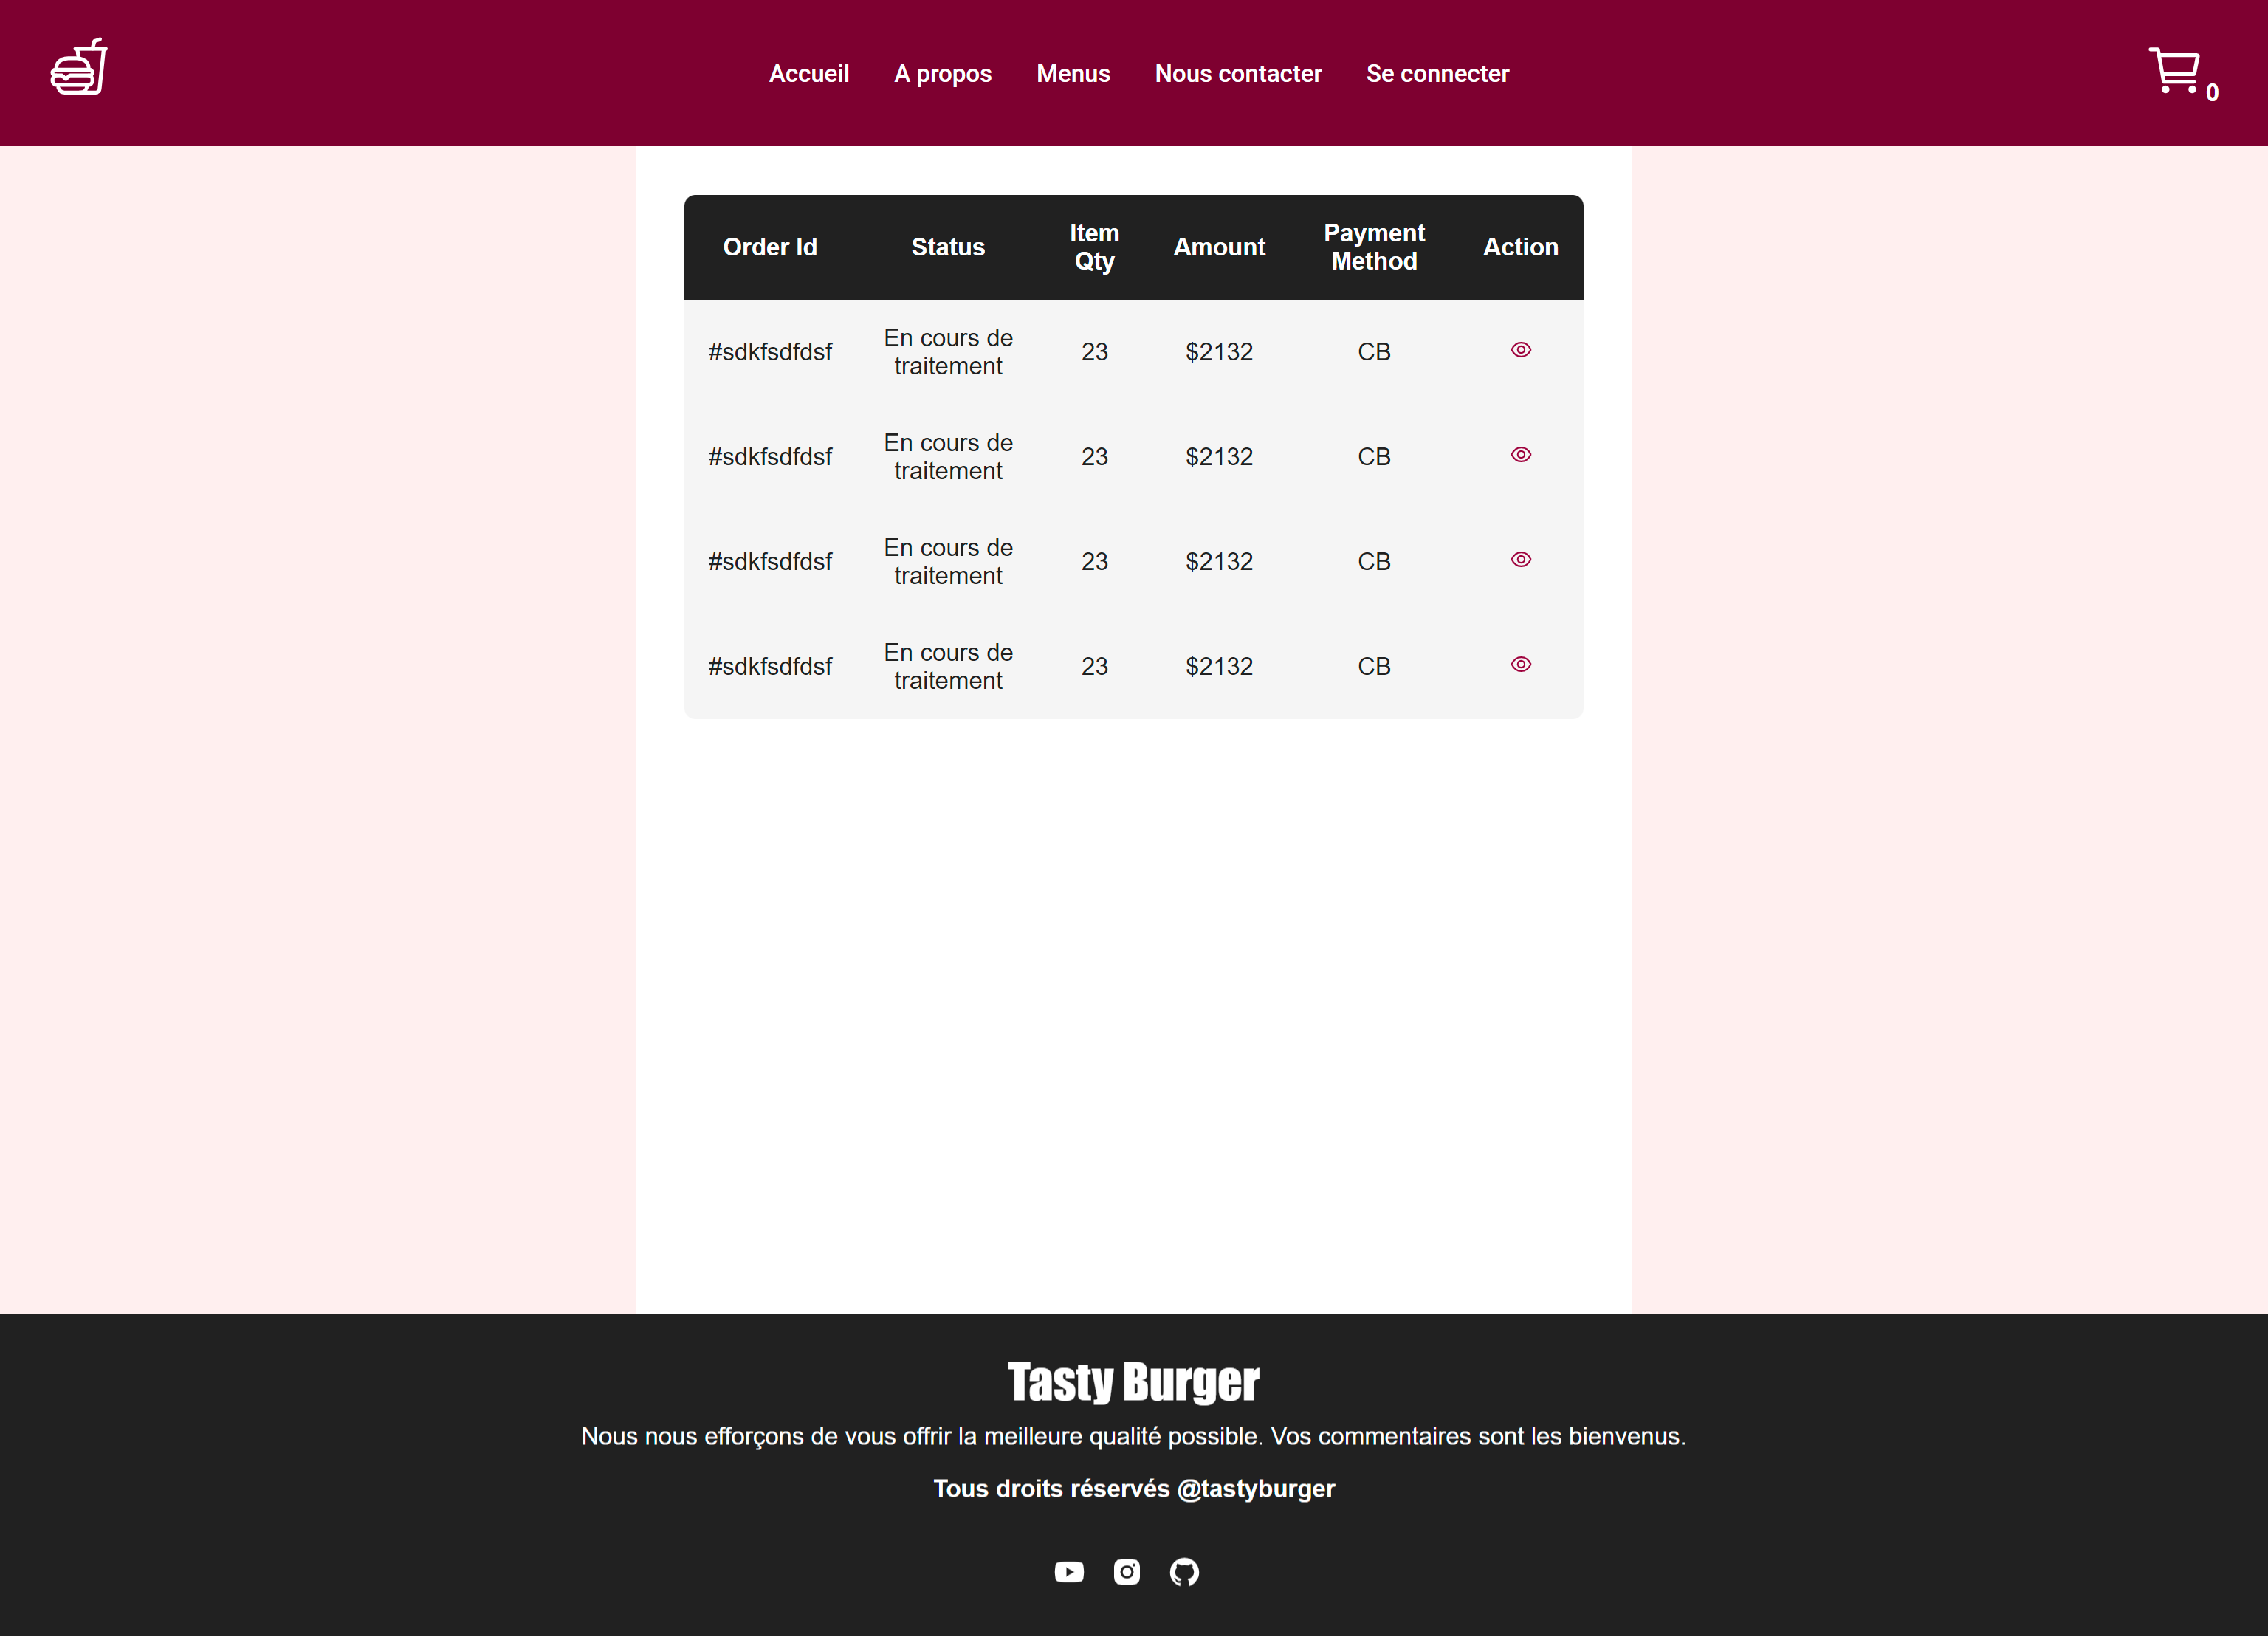 Accueil A propos Menus Nous contacter Se connecter
0
Order Id Status Item Qty Amount Payment Method Action
#sdkfsdfdsf En cours de traitement 23 $2132 CB
#sdkfsdfdsf En cours de traitement 23 $2132 CB
#sdkfsdfdsf En cours de traitement 23 $2132 CB
#sdkfsdfdsf En cours de traitement 23 $2132 CB
Tasty Burger
Nous nous efforçons de vous offrir la meilleure qualité possible. Vos commentaires sont les bienvenus.
Tous droits réservés @tastyburger